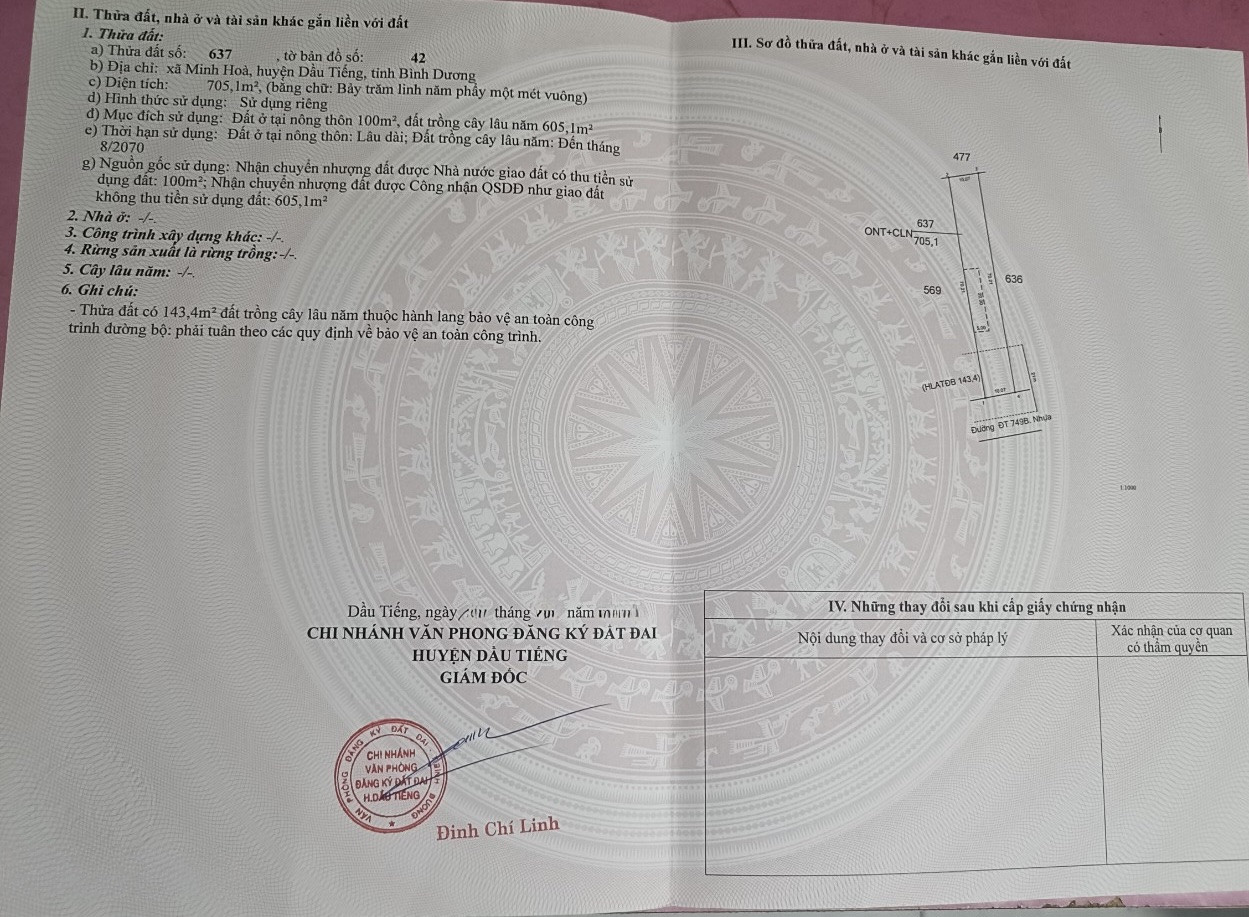 II. Thửa đất, nhà ở và tài sản khác gắn liền với đất
1. Thửa đất:
a) Thửa đất số: 637 , tờ bản đồ số: 42
b) Địa chỉ: xã Minh Hoà, huyện Dầu Tiếng, tỉnh Bình Dương
c) Diện tích: 705,1m², (bằng chữ: Bảy trăm linh năm phẩy một mét vuông)
d) Hình thức sử dụng: Sử dụng riêng
đ) Mục đích sử dụng: Đất ở tại nông thôn 100m², đất trồng cây lâu năm 605,1m²
e) Thời hạn sử dụng: Đất ở tại nông thôn: Lâu dài; Đất trồng cây lâu năm: Đến tháng
8/2070
g) Nguồn gốc sử dụng: Nhận chuyển nhượng đất được Nhà nước giao đất có thu tiền sử
dụng đất: 100m²; Nhận chuyển nhượng đất được Công nhận QSDĐ như giao đất
không thu tiền sử dụng đất: 605,1m²
2. Nhà ở: -/-.
3. Công trình xây dựng khác: -/-.
4. Rừng sản xuất là rừng trồng: -/-.
5. Cây lâu năm: -/-.
6. Ghi chú:
- Thửa đất có 143,4m² đất trồng cây lâu năm thuộc hành lang bảo vệ an toàn công
trình đường bộ: phải tuân theo các quy định về bảo vệ an toàn công trình.
Dầu Tiếng, ngày tháng năm
CHI NHÁNH VĂN PHÒNG ĐĂNG KÝ ĐẤT ĐAI
HUYỆN DẦU TIẾNG
GIÁM ĐỐC
VĂN PHÒNG ĐĂNG KÝ ĐẤT ĐAI BÌNH DƯƠNG
CHI NHÁNH
VĂN PHÒNG
ĐĂNG KÝ ĐẤT ĐAI
H.DẦU TIẾNG
Đinh Chí Linh
III. Sơ đồ thửa đất, nhà ở và tài sản khác gắn liền với đất
477
ONT+CLN 637
705,1
569
636
(HLATĐB 143,4)
10.07
1
4
Đường ĐT 749B. Nhựa
1:1000
IV. Những thay đổi sau khi cấp giấy chứng nhận
Nội dung thay đổi và cơ sở pháp lý
Xác nhận của cơ quan
có thẩm quyền